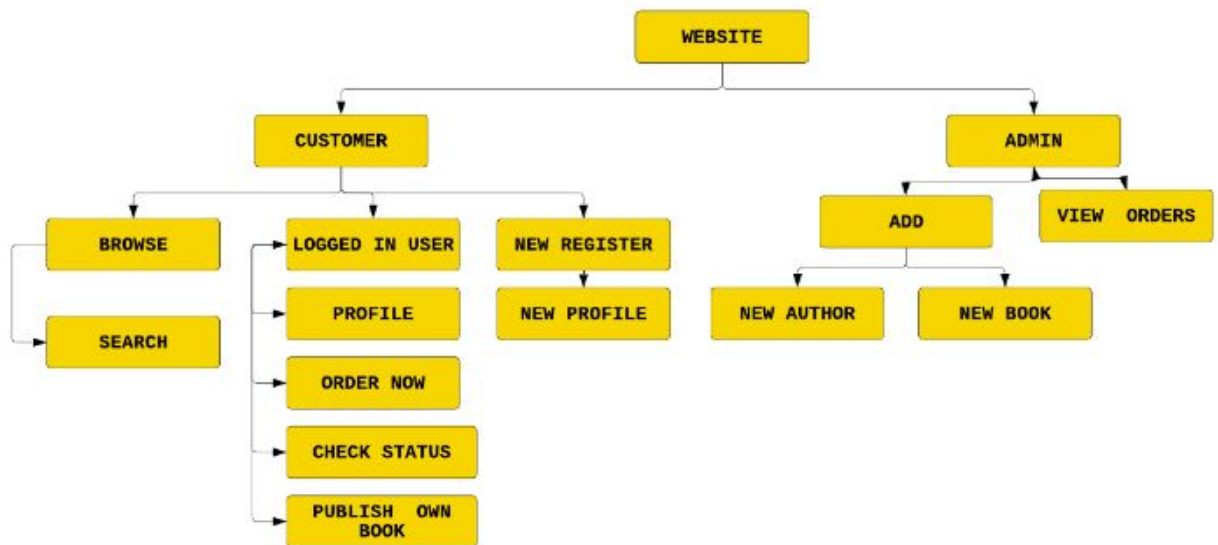 WEBSITE
CUSTOMER
ADMIN
BROWSE
LOGGED IN USER
NEW REGISTER
ADD
VIEW ORDERS
SEARCH
PROFILE
NEW PROFILE
NEW AUTHOR
NEW BOOK
ORDER NOW
CHECK STATUS
PUBLISH OWN
BOOK